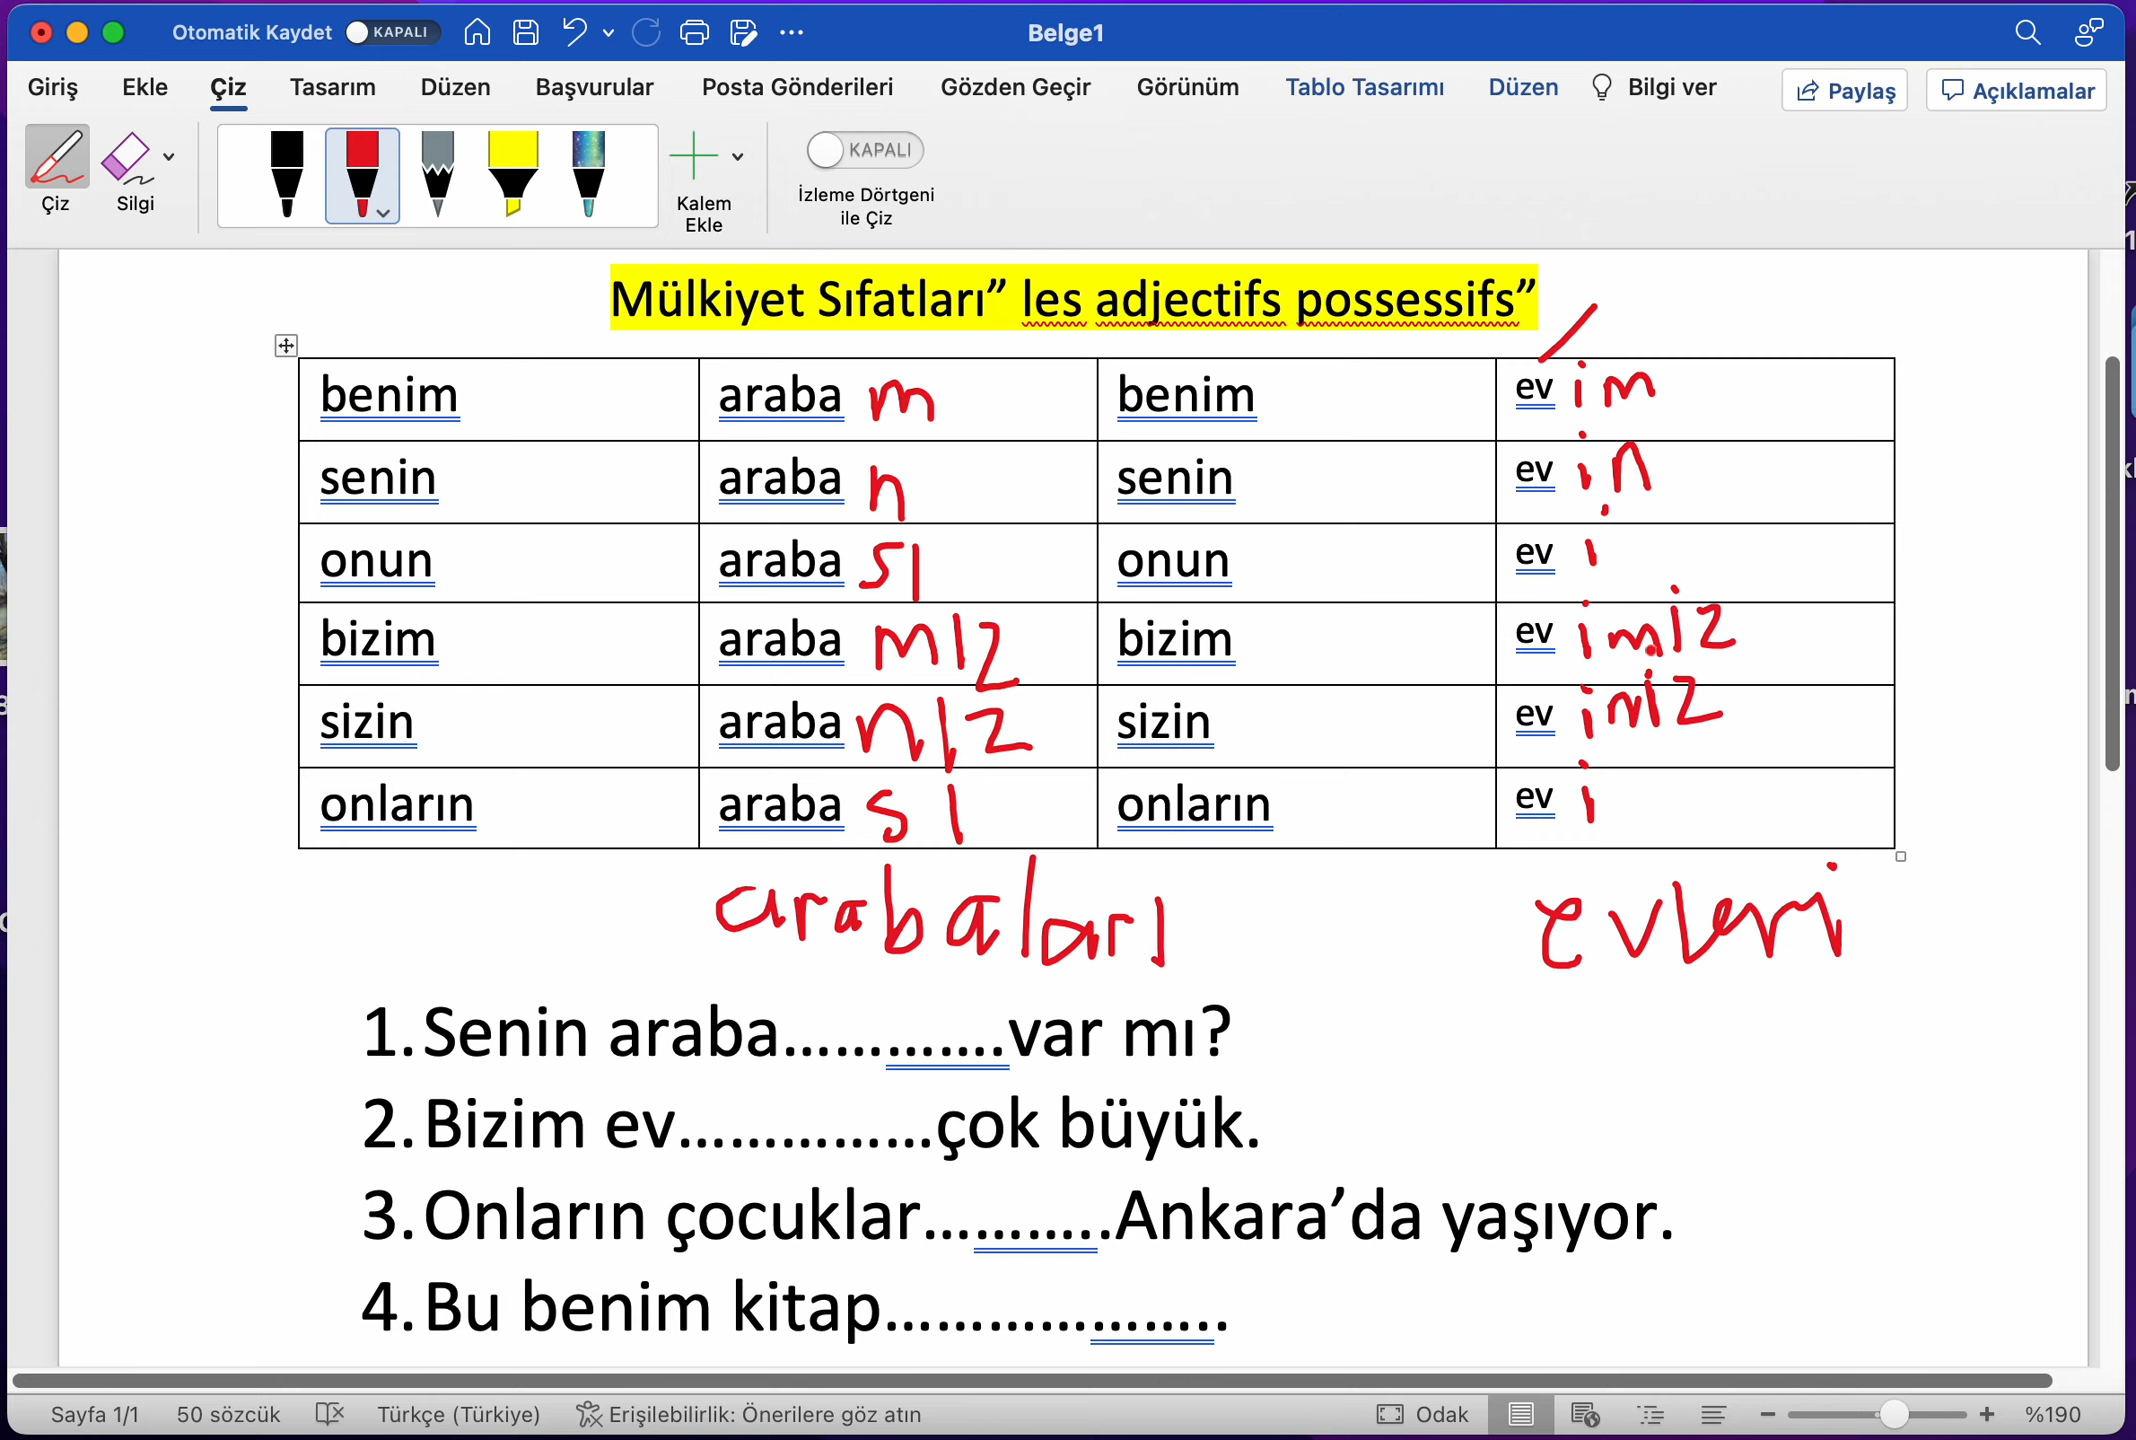 Otomatik Kaydet KAPALI Belge1
Giriş Ekle Çiz Tasarım Düzen Başvurular Posta Gönderileri Gözden Geçir Görünüm Tablo Tasarımı Düzen Bilgi ver Paylaş Açıklamalar
Çiz Silgi Kalem Ekle KAPALI İzleme Dörtgeni ile Çiz
Mülkiyet Sıfatları” les adjectifs possessifs”
benim araba m benim ev im
senin araba n senin ev in
onun araba sı onun ev i
bizim araba mız bizim ev imiz
sizin araba nız sizin ev iniz
onların araba sı onların ev i
arabaları evleri
1. Senin araba.............var mı?
2. Bizim ev...............çok büyük.
3. Onların çocuklar...........Ankara’da yaşıyor.
4. Bu benim kitap....................
Sayfa 1/1 50 sözcük Türkçe (Türkiye) Erişilebilirlik: Önerilere göz atın Odak %190